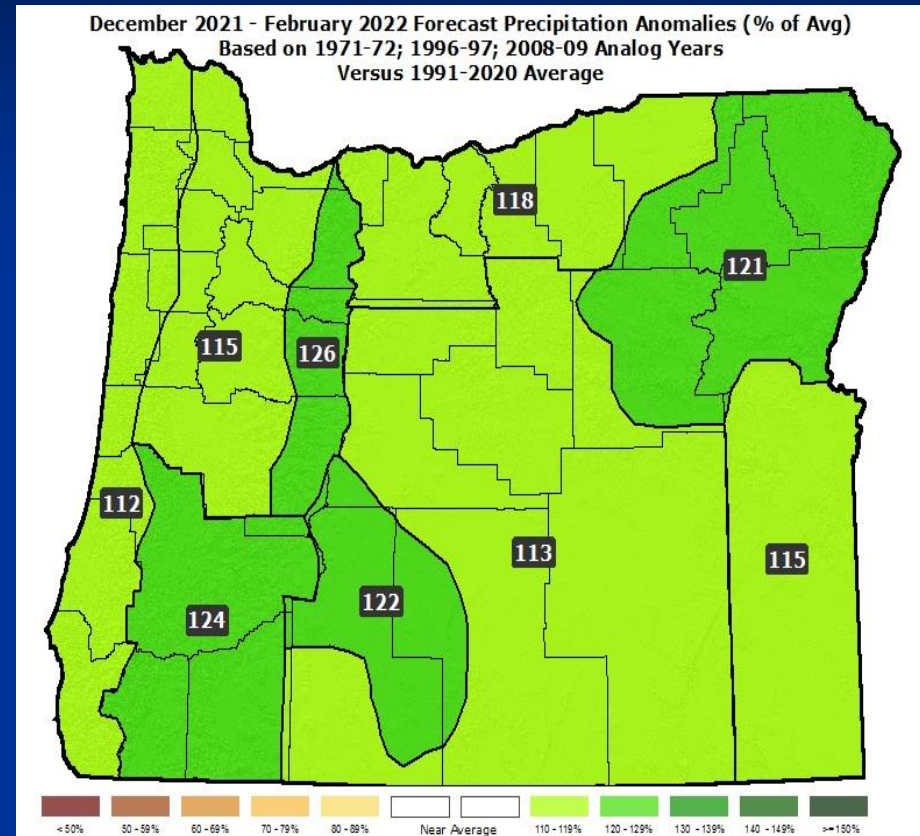 December 2021 - February 2022 Forecast Precipitation Anomalies (% of Avg)
Based on 1971-72; 1996-97; 2008-09 Analog Years
Versus 1991-2020 Average
118
121
115
126
112
113
115
122
124
<50% 50 - 59% 60 - 69% 70 - 79% 80 - 89% Near Average 110 - 119% 120 - 129% 130 - 139% 140 - 149% >=150%